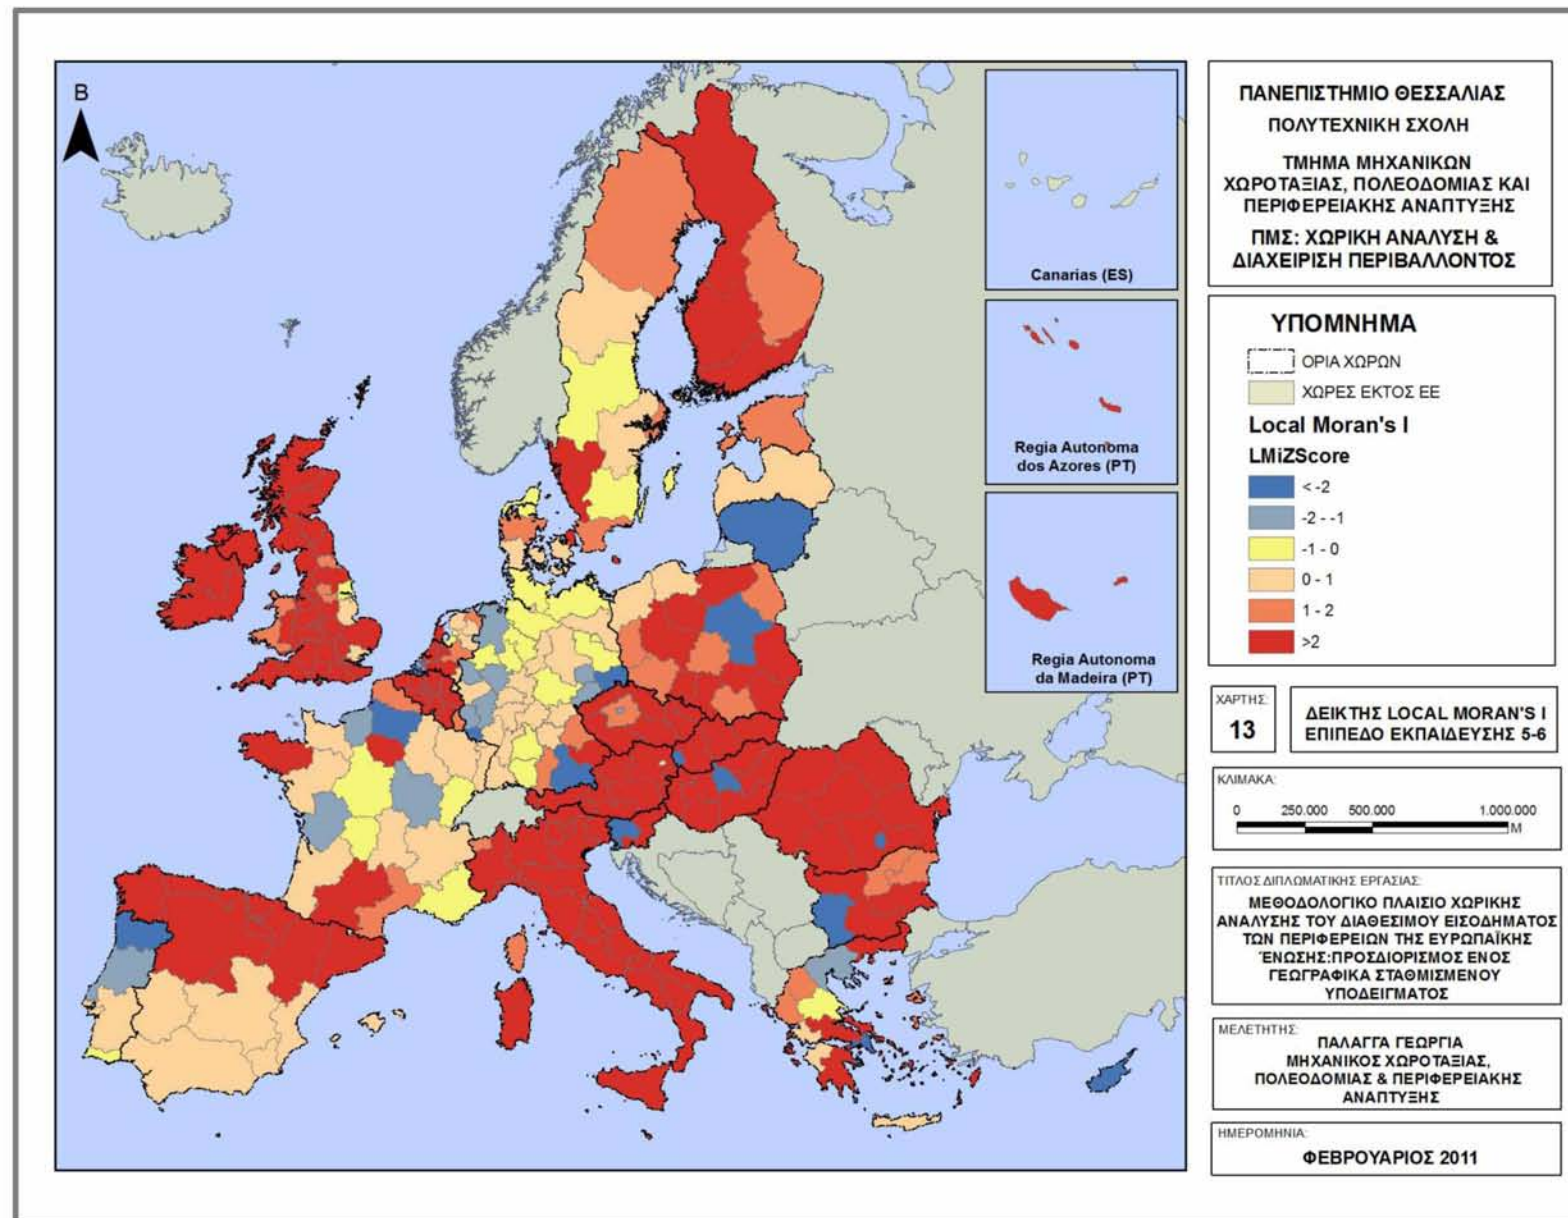 B
Canarias (ES)
Regia Autonoma
dos Azores (PT)
Regia Autonoma
da Madeira (PT)
ΠΑΝΕΠΙΣΤΗΜΙΟ ΘΕΣΣΑΛΙΑΣ
ΠΟΛΥΤΕΧΝΙΚΗ ΣΧΟΛΗ
ΤΜΗΜΑ ΜΗΧΑΝΙΚΩΝ
ΧΩΡΟΤΑΞΙΑΣ, ΠΟΛΕΟΔΟΜΙΑΣ ΚΑΙ
ΠΕΡΙΦΕΡΕΙΑΚΗΣ ΑΝΑΠΤΥΞΗΣ
ΠΜΣ: ΧΩΡΙΚΗ ΑΝΑΛΥΣΗ &
ΔΙΑΧΕΙΡΙΣΗ ΠΕΡΙΒΑΛΛΟΝΤΟΣ
ΥΠΟΜΝΗΜΑ
ΟΡΙΑ ΧΩΡΩΝ
ΧΩΡΕΣ ΕΚΤΟΣ ΕΕ
Local Moran's I
LMiZScore
< -2
-2 - -1
-1 - 0
0 - 1
1 - 2
>2
ΧΑΡΤΗΣ:
13
ΔΕΙΚΤΗΣ LOCAL MORAN'S I
ΕΠΙΠΕΔΟ ΕΚΠΑΙΔΕΥΣΗΣ 5-6
ΚΛΙΜΑΚΑ:
0 250.000 500.000 1.000.000
M
ΤΙΤΛΟΣ ΔΙΠΛΩΜΑΤΙΚΗΣ ΕΡΓΑΣΙΑΣ:
ΜΕΘΟΔΟΛΟΓΙΚΟ ΠΛΑΙΣΙΟ ΧΩΡΙΚΗΣ
ΑΝΑΛΥΣΗΣ ΤΟΥ ΔΙΑΘΕΣΙΜΟΥ ΕΙΣΟΔΗΜΑΤΟΣ
ΤΩΝ ΠΕΡΙΦΕΡΕΙΩΝ ΤΗΣ ΕΥΡΩΠΑΪΚΗΣ
ΈΝΩΣΗΣ:ΠΡΟΣΔΙΟΡΙΣΜΟΣ ΕΝΟΣ
ΓΕΩΓΡΑΦΙΚΑ ΣΤΑΘΜΙΣΜΕΝΟΥ
ΥΠΟΔΕΙΓΜΑΤΟΣ
ΜΕΛΕΤΗΤΗΣ:
ΠΑΛΑΓΓΑ ΓΕΩΡΓΙΑ
ΜΗΧΑΝΙΚΟΣ ΧΩΡΟΤΑΞΙΑΣ,
ΠΟΛΕΟΔΟΜΙΑΣ & ΠΕΡΙΦΕΡΕΙΑΚΗΣ
ΑΝΑΠΤΥΞΗΣ
ΗΜΕΡΟΜΗΝΙΑ:
ΦΕΒΡΟΥΑΡΙΟΣ 2011